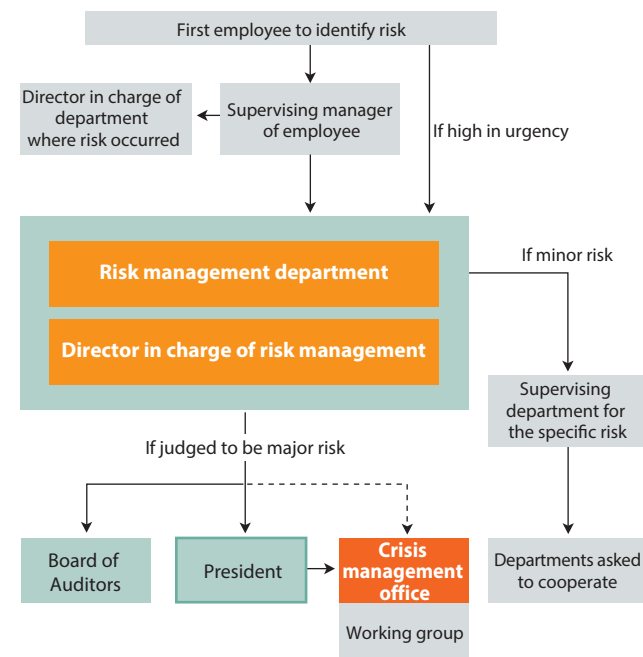 First employee to identify risk
Director in charge of
department
where risk occurred
Supervising manager
of employee
If high in urgency
Risk management department
If minor risk
Director in charge of risk management
Supervising
department for
the specific risk
If judged to be major risk
Board of
Auditors
President
Crisis
management
office
Departments asked
to cooperate
Working group